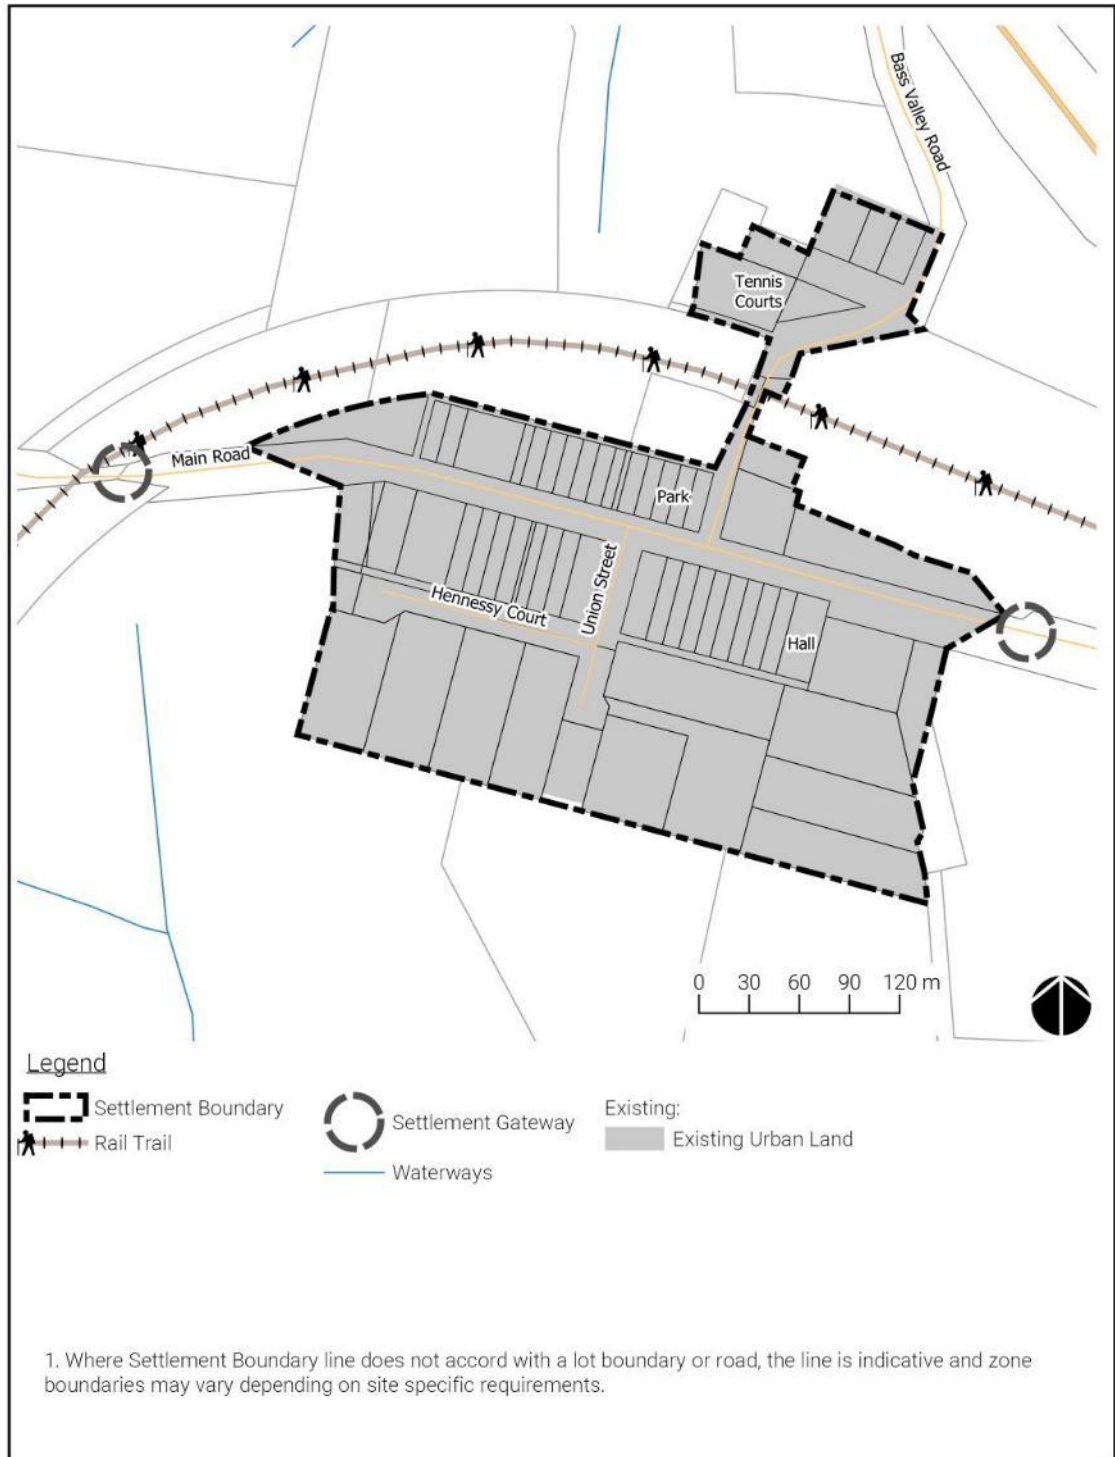 Bass Valley Road
Tennis
Courts
Main Road
Park
Union Street
Hennessy Court
Hall
0 30 60 90 120 m
Legend
Settlement Boundary
Rail Trail
Settlement Gateway
Waterways
Existing:
Existing Urban Land
1. Where Settlement Boundary line does not accord with a lot boundary or road, the line is indicative and zone
boundaries may vary depending on site specific requirements.